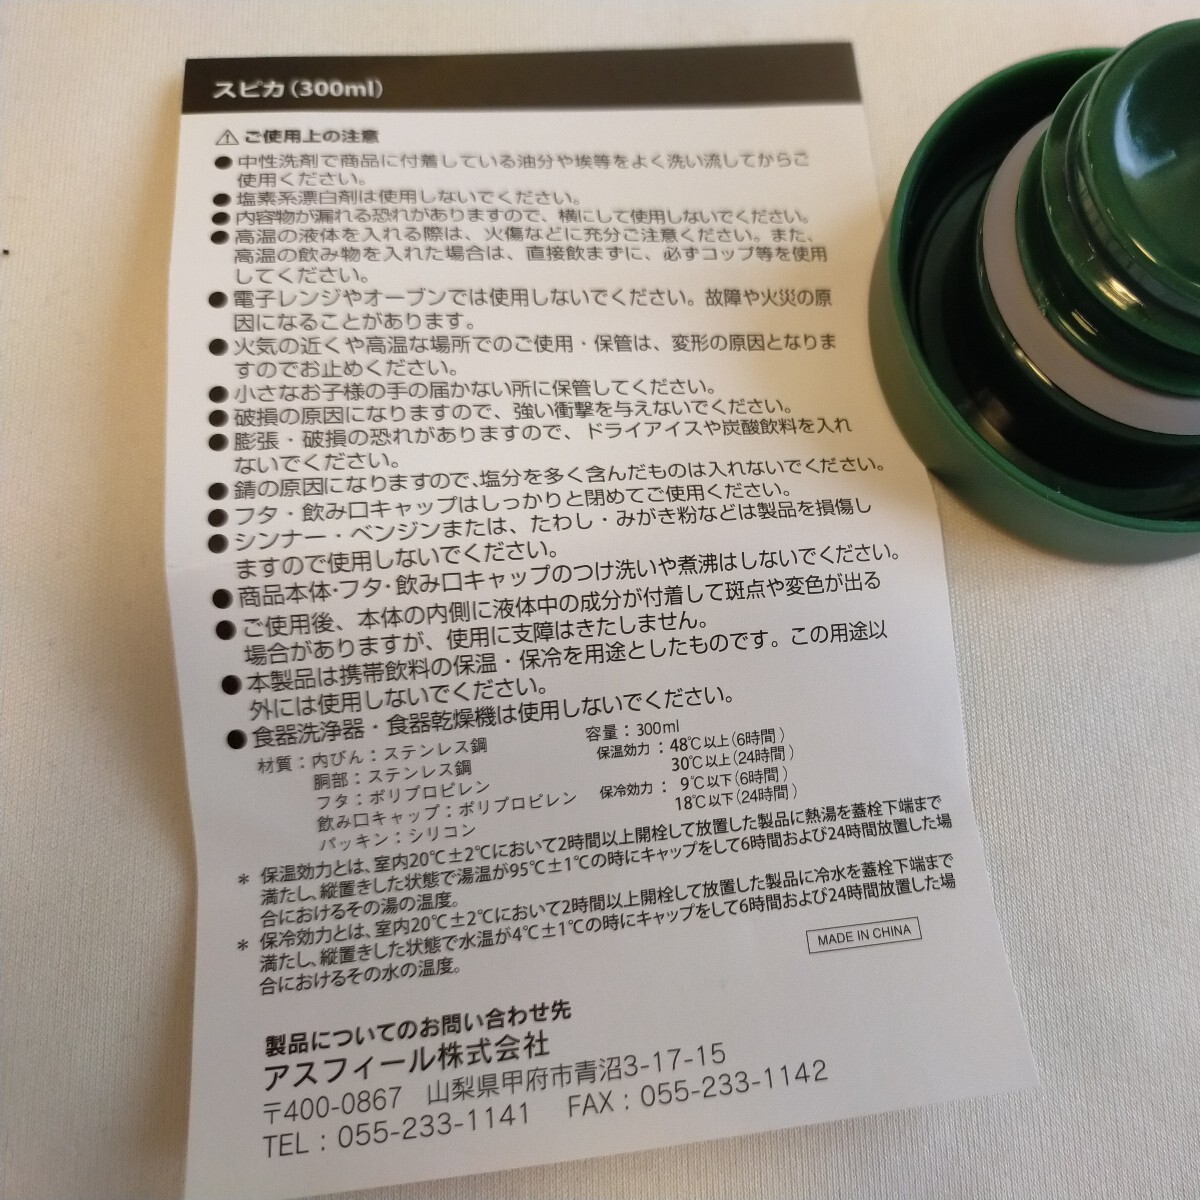 スピカ(300ml)
⚠ ご使用上の注意
● 中性洗剤で商品に付着している油分や埃等をよく洗い流してからご
使用ください。
● 塩素系漂白剤は使用しないでください。
● 内容物が漏れる恐れがありますので、横にして使用しないでください。
● 高温の液体を入れる際は、火傷などに充分ご注意ください。また、
高温の飲み物を入れた場合は、直接飲まずに、必ずコップ等を使用
してください。
● 電子レンジやオーブンでは使用しないでください。故障や火災の原
因になることがあります。
● 火気の近くや高温な場所でのご使用・保管は、変形の原因となりま
すのでお止めください。
● 小さなお子様の手の届かない所に保管してください。
● 破損の原因になりますので、強い衝撃を与えないでください。
● 膨張・破損の恐れがありますので、ドライアイスや炭酸飲料を入れ
ないでください。
● 錆の原因になりますので、塩分を多く含んだものは入れないでください。
● フタ・飲み口キャップはしっかりと閉めてご使用ください。
● シンナー・ベンジンまたは、たわし・みがき粉などは製品を損傷し
ますので使用しないでください。
● 商品本体・フタ・飲み口キャップのつけ洗いや煮沸はしないでください。
● ご使用後、本体の内側に液体中の成分が付着して斑点や変色が出る
場合がありますが、使用に支障はきたしません。
● 本製品は携帯飲料の保温・保冷を用途としたものです。この用途以
外には使用しないでください。
● 食器洗浄器・食器乾燥機は使用しないでください。
材質：内びん：ステンレス鋼
胴部：ステンレス鋼
フタ：ポリプロピレン
飲み口キャップ：ポリプロピレン
パッキン：シリコン
容量：300ml
保温効力：48℃以上(6時間)
30℃以上(24時間)
保冷効力：9℃以下(6時間)
18℃以下(24時間)
＊ 保温効力とは、室内20℃±2℃において2時間以上開栓して放置した製品に熱湯を蓋栓下端まで
満たし、縦置きした状態で湯温が95℃±1℃の時にキャップをして6時間および24時間放置した場
合におけるその湯の温度。
＊ 保冷効力とは、室内20℃±2℃において2時間以上開栓して放置した製品に冷水を蓋栓下端まで
満たし、縦置きした状態で水温が4℃±1℃の時にキャップをして6時間および24時間放置した場
合におけるその水の温度。
MADE IN CHINA
製品についてのお問い合わせ先
アスフィール株式会社
〒400-0867 山梨県甲府市青沼3-17-15
TEL：055-233-1141 FAX：055-233-1142